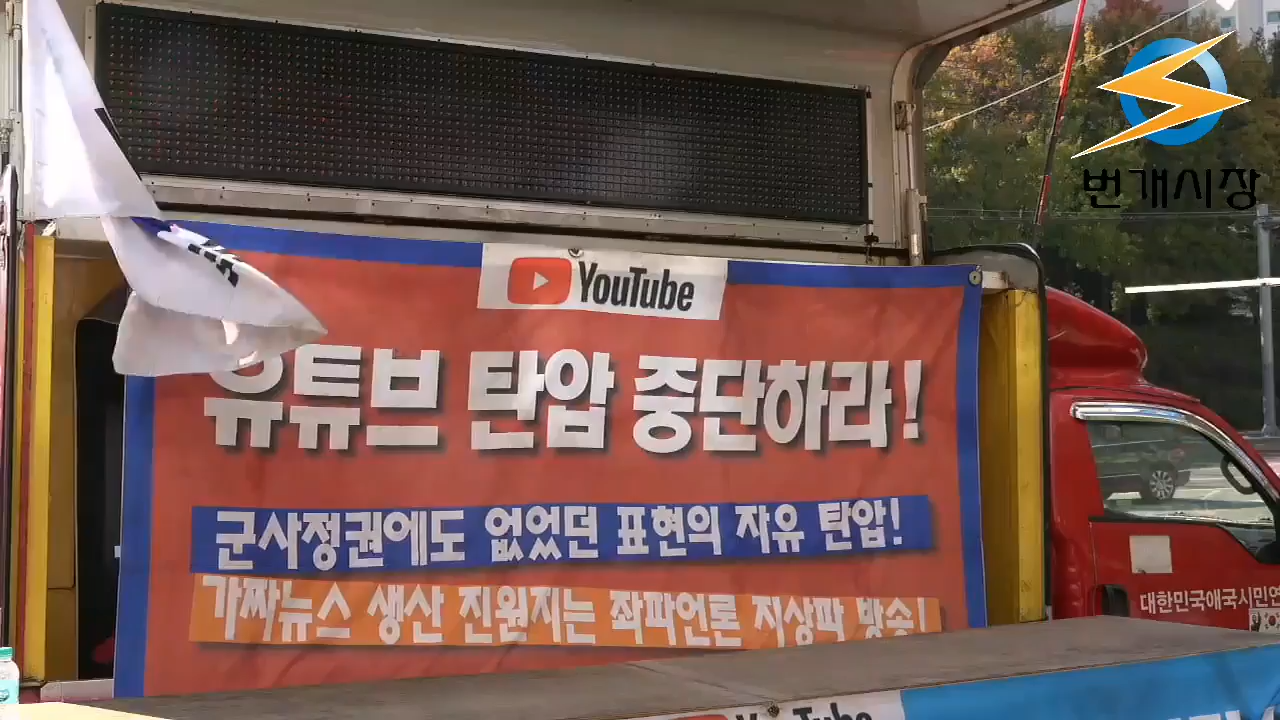 번개시장
YouTube
유튜브 탄압 중단하라!
군사정권에도 없었던 표현의 자유 탄압!
가짜뉴스 생산 진원지는 좌파언론 지상파 방송!
대한민국애국시민연
YouTube